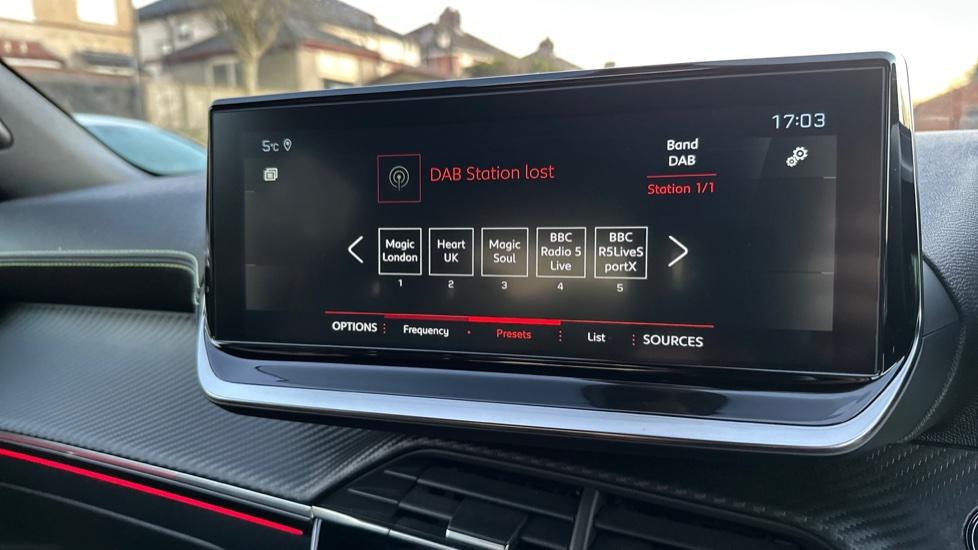 17:03
5°C
DAB Station lost
Band
DAB
Station 1/1
Magic
London
Heart
UK
Magic
Soul
BBC
Radio 5
Live
BBC
R5LiveS
portX
1
2
3
4
5
OPTIONS
Frequency
Presets
List
SOURCES